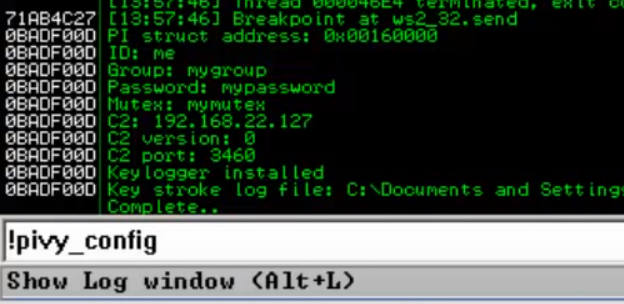 [13:57:46] Thread 000046E4 terminated, exit co
71AB4C27 [13:57:46] Breakpoint at ws2_32.send
0BADF00D PI struct address: 0x00160000
0BADF00D ID: me
0BADF00D Group: mygroup
0BADF00D Password: mypassword
0BADF00D Mutex: mymutex
0BADF00D C2: 192.168.22.127
0BADF00D C2 version: 0
0BADF00D C2 port: 3460
0BADF00D Keylogger installed
0BADF00D Key stroke log file: C:\Documents and Settings
Complete..
!pivy_config
Show Log window (Alt+L)